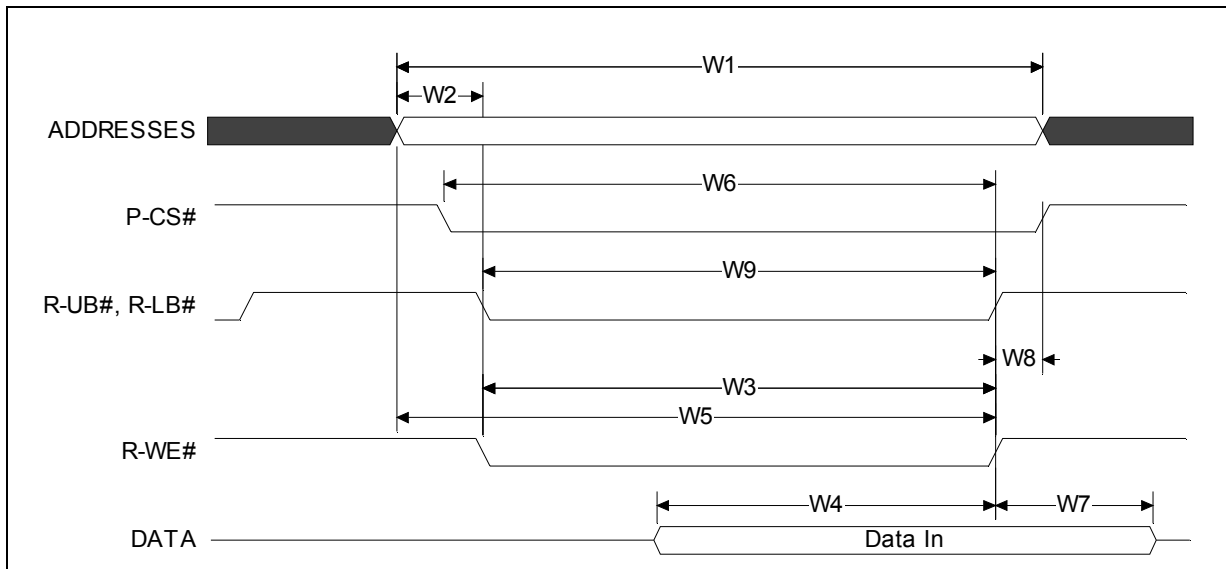 W1
W2
ADDRESSES
W6
P-CS#
W9
R-UB#, R-LB#
W8
W3
W5
R-WE#
W4
W7
DATA
Data In